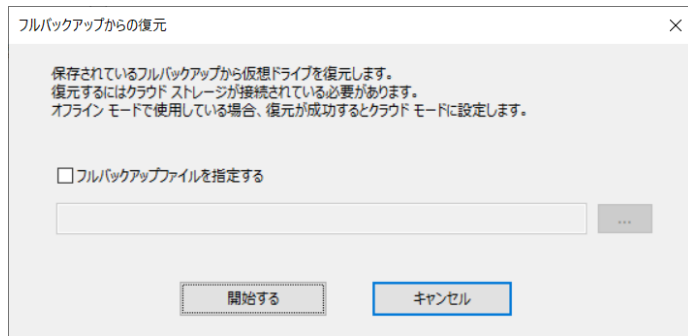 フルバックアップからの復元
保存されているフルバックアップから仮想ドライブを復元します。
復元するにはクラウド ストレージが接続されている必要があります。
オフライン モードで使用している場合、復元が成功するとクラウド モードに設定します。
フルバックアップファイルを指定する
...
開始する
キャンセル